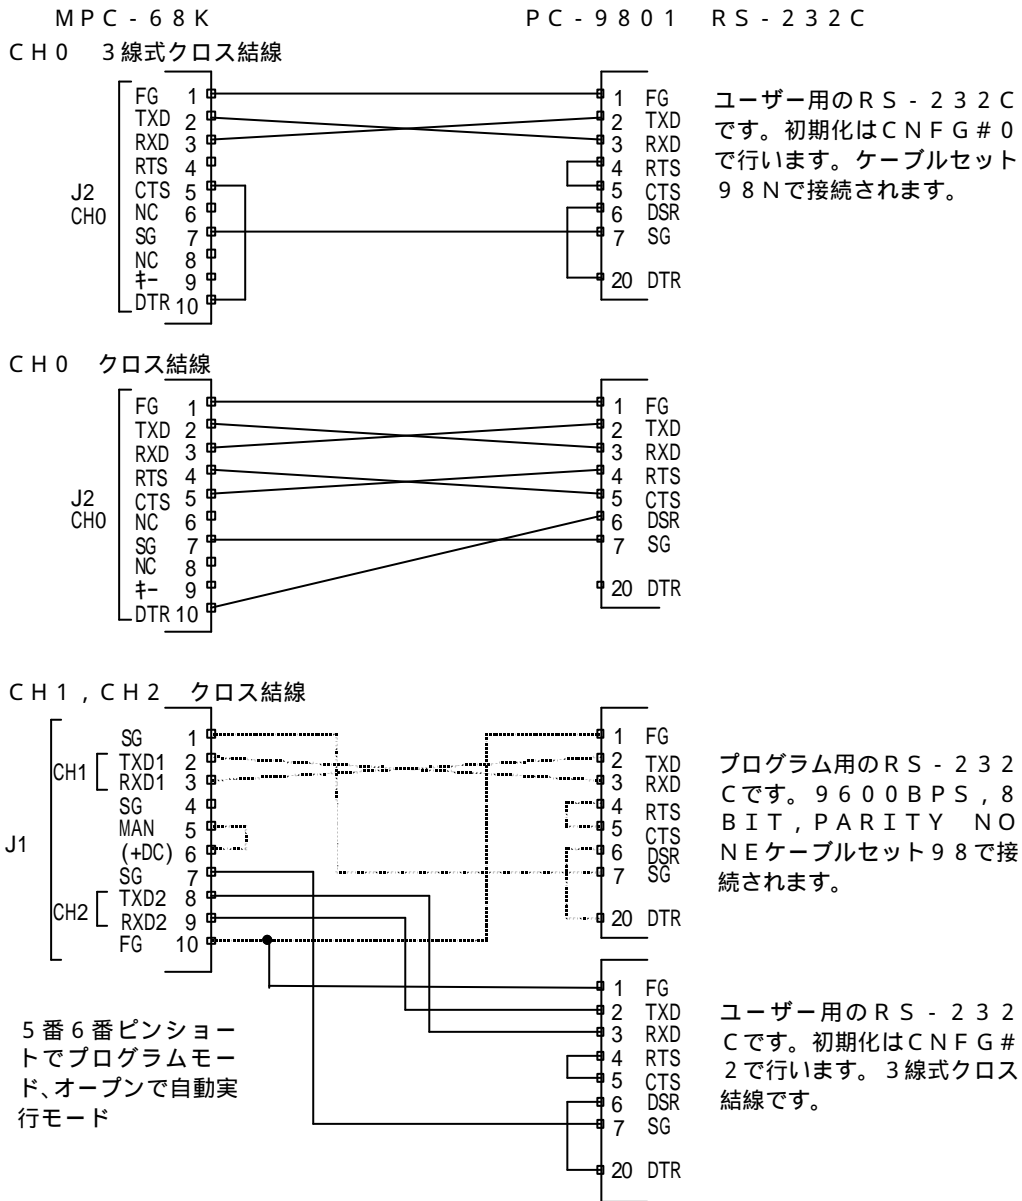 MPC-68K
PC-9801 RS-232C
CH0 3線式クロス結線
J2
CH0
FG 1
TXD 2
RXD 3
RTS 4
CTS 5
NC 6
SG 7
NC 8
キー 9
DTR 10
1 FG
2 TXD
3 RXD
4 RTS
5 CTS
6 DSR
7 SG
20 DTR
ユーザー用のRS-232C
です。初期化はCNFG#0
で行います。ケーブルセット
98Nで接続されます。
CH0 クロス結線
J2
CH0
FG 1
TXD 2
RXD 3
RTS 4
CTS 5
NC 6
SG 7
NC 8
キー 9
DTR 10
1 FG
2 TXD
3 RXD
4 RTS
5 CTS
6 DSR
7 SG
20 DTR
CH1,CH2 クロス結線
J1
CH1
CH2
SG 1
TXD1 2
RXD1 3
SG 4
MAN 5
(+DC) 6
SG 7
TXD2 8
RXD2 9
FG 10
1 FG
2 TXD
3 RXD
4 RTS
5 CTS
6 DSR
7 SG
20 DTR
プログラム用のRS-232
Cです。9600BPS,8
BIT,PARITY NO
NEケーブルセット98で接
続されます。
5番6番ピンショー
トでプログラムモー
ド、オープンで自動実
行モード
1 FG
2 TXD
3 RXD
4 RTS
5 CTS
6 DSR
7 SG
20 DTR
ユーザー用のRS-232
Cです。初期化はCNFG#
2で行います。3線式クロス
結線です。